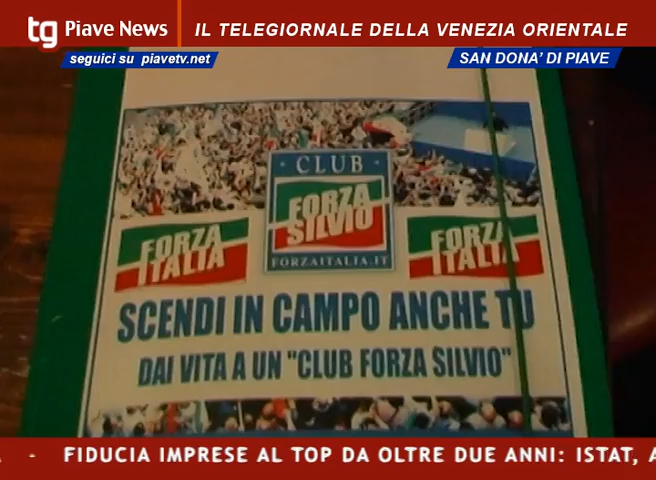 tg Piave News
IL TELEGIORNALE DELLA VENEZIA ORIENTALE
seguici su piavetv.net
SAN DONA' DI PIAVE
· CLUB ·
FORZA
SILVIO
FORZAITALIA.IT
FORZA
ITALIA
FORZA
ITALIA
SCENDI IN CAMPO ANCHE TU
DAI VITA A UN "CLUB FORZA SILVIO"
- FIDUCIA IMPRESE AL TOP DA OLTRE DUE ANNI: ISTAT,